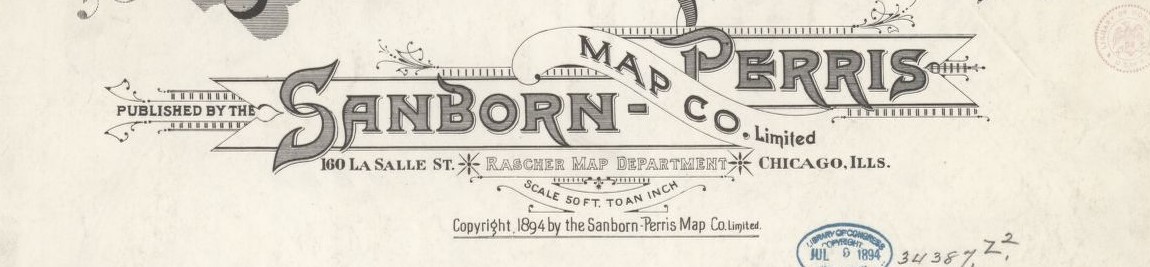 PUBLISHED BY THE
SANBORN-PERRIS
MAP CO. Limited
160 LA SALLE ST. RASCHER MAP DEPARTMENT CHICAGO, ILLS.
SCALE 50 FT. TO AN INCH
Copyright, 1894 by the Sanborn-Perris Map Co. Limited.
LIBRARY OF CONGRESS
COPYRIGHT
JUL 1894
34387, Z²